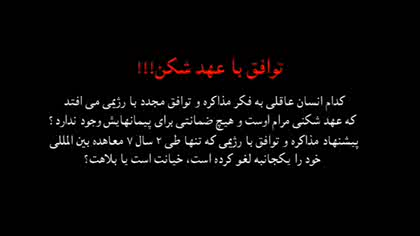 توافق با عهد شکن!!!
کدام انسان عاقلی به فکر مذاکره و توافق مجدد با رژیمی می افتد
که عهد شکنی مرام اوست و هیچ ضمانتی برای پیمانهایش وجود ندارد ؟
پیشنهاد مذاکره و توافق با رژیمی که تنها طی ۲ سال ۷ معاهده بین المللی
خود را یکجانبه لغو کرده است، خیانت است یا بلاهت؟